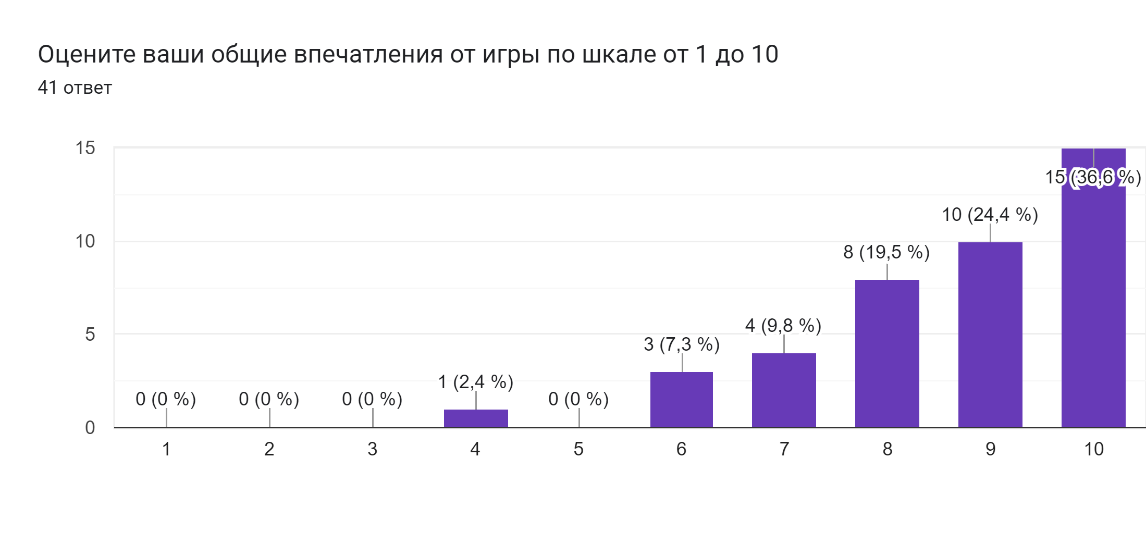 Оцените ваши общие впечатления от игры по шкале от 1 до 10
41 ответ
15
10
5
0
0 (0 %)
0 (0 %)
0 (0 %)
1 (2,4 %)
0 (0 %)
3 (7,3 %)
4 (9,8 %)
8 (19,5 %)
10 (24,4 %)
15 (36,6 %)
1 2 3 4 5 6 7 8 9 10